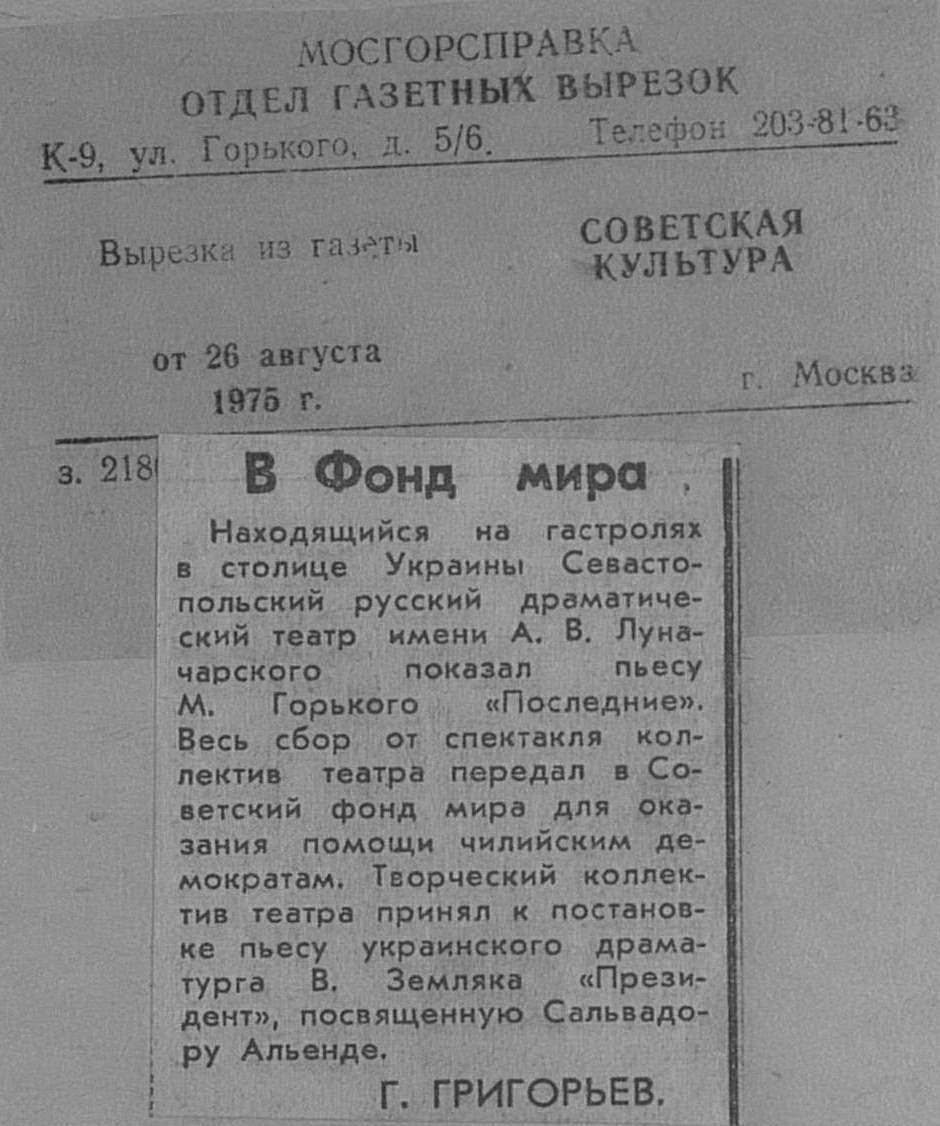 МОСГОРСПРАВКА
ОТДЕЛ ГАЗЕТНЫХ ВЫРЕЗОК
К-9, ул. Горького, д. 5/6. Телефон 203-81-63
Вырезка из газеты
СОВЕТСКАЯ
КУЛЬТУРА
от 26 августа
1975 г.
г. Москва
з. 218
В Фонд мира
Находящийся на гастролях
в столице Украины Севасто-
польский русский драматиче-
ский театр имени А. В. Луна-
чарского показал пьесу
М. Горького «Последние».
Весь сбор от спектакля кол-
лектив театра передал в Со-
ветский фонд мира для ока-
зания помощи чилийским де-
мократам. Творческий коллек-
тив театра принял к постанов-
ке пьесу украинского драма-
турга В. Земляка «Прези-
дент», посвященную Сальвадо-
ру Альенде.
Г. ГРИГОРЬЕВ.